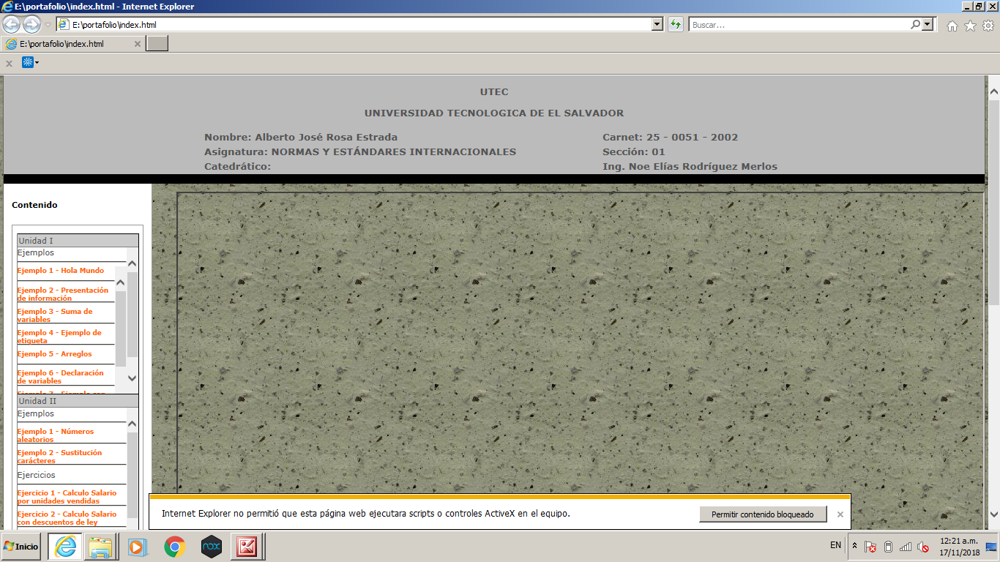 E:\portafolio\index.html - Internet Explorer
E:\portafolio\index.html
Buscar...
E:\portafolio\index.html
UTEC
UNIVERSIDAD TECNOLOGICA DE EL SALVADOR
Nombre: Alberto José Rosa Estrada
Carnet: 25 - 0051 - 2002
Asignatura: NORMAS Y ESTÁNDARES INTERNACIONALES
Sección: 01
Catedrático:
Ing. Noe Elías Rodríguez Merlos
Contenido
Unidad I
Ejemplos
Ejemplo 1 - Hola Mundo
Ejemplo 2 - Presentación
de información
Ejemplo 3 - Suma de
variables
Ejemplo 4 - Ejemplo de
etiqueta
Ejemplo 5 - Arreglos
Ejemplo 6 - Declaración
de variables
Unidad II
Ejemplos
Ejemplo 1 - Números
aleatorios
Ejemplo 2 - Sustitución
carácteres
Ejercicios
Ejercicio 1 - Calculo Salario
por unidades vendidas
Ejercicio 2 - Calculo Salario
con descuentos de ley
Internet Explorer no permitió que esta página web ejecutara scripts o controles ActiveX en el equipo.
Permitir contenido bloqueado
Inicio
nox
EN
12:21 a.m.
17/11/2018